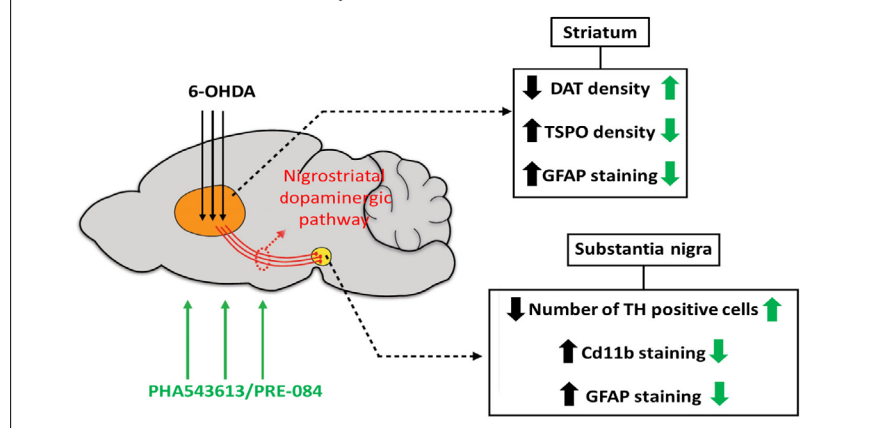 6-OHDA
Nigrostriatal
dopaminergic
pathway
PHA543613/PRE-084
Striatum
DAT density
TSPO density
GFAP staining
Substantia nigra
Number of TH positive cells
Cd11b staining
GFAP staining